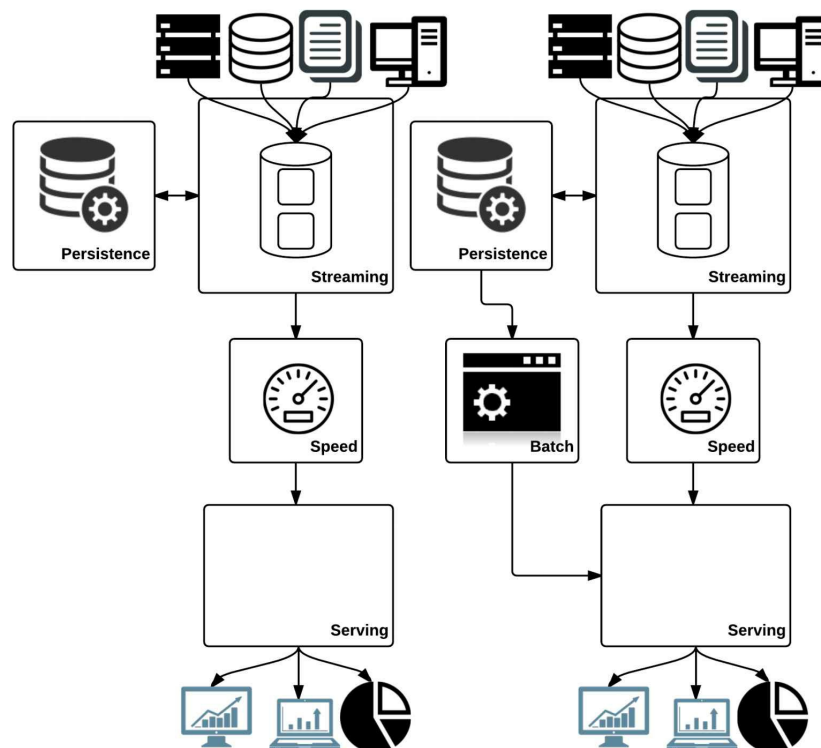 Persistence
Streaming
Persistence
Streaming
Speed
Batch
Speed
Serving
Serving